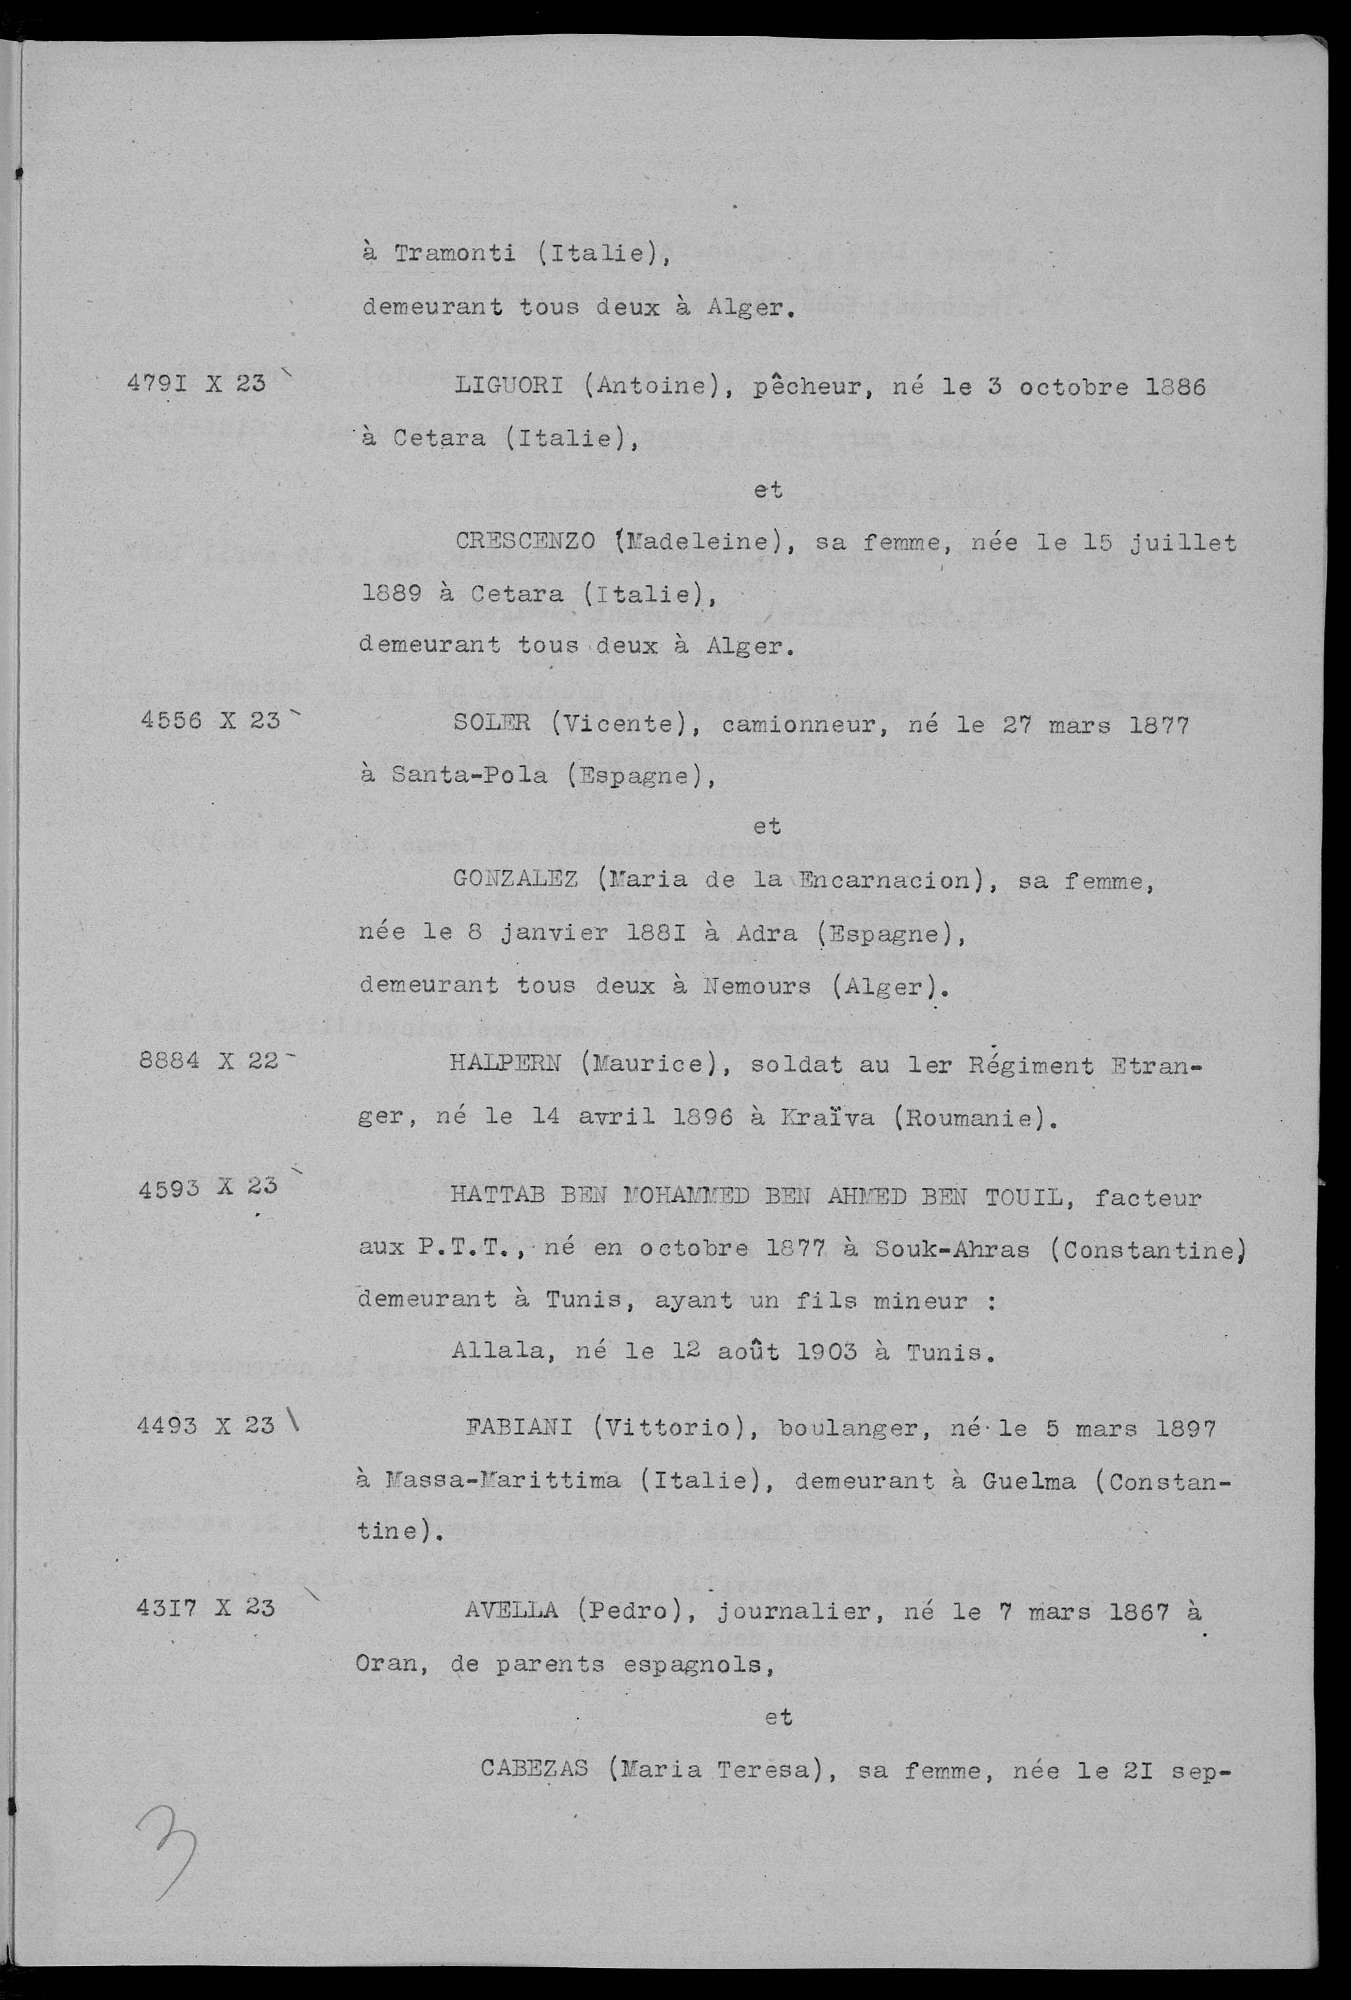 à Tramonti (Italie),
demeurant tous deux à Alger.
4791 X 23 LIGUORI (Antoine), pêcheur, né le 3 octobre 1886
à Cetara (Italie),
et
CRESCENZO (Madeleine), sa femme, née le 15 juillet
1889 à Cetara (Italie),
demeurant tous deux à Alger.
4556 X 23 SOLER (Vicente), camionneur, né le 27 mars 1877
à Santa-Pola (Espagne),
et
GONZALEZ (Maria de la Encarnacion), sa femme,
née le 8 janvier 1881 à Adra (Espagne),
demeurant tous deux à Nemours (Alger).
8884 X 22 HALPERN (Maurice), soldat au 1er Régiment Etran-
ger, né le 14 avril 1896 à Kraïva (Roumanie).
4593 X 23 HATTAB BEN MOHAMMED BEN AHMED BEN TOUIL, facteur
aux P.T.T., né en octobre 1877 à Souk-Ahras (Constantine)
demeurant à Tunis, ayant un fils mineur :
Allala, né le 12 août 1903 à Tunis.
4493 X 23 FABIANI (Vittorio), boulanger, né le 5 mars 1897
à Massa-Marittima (Italie), demeurant à Guelma (Constan-
tine).
4317 X 23 AVELLA (Pedro), journalier, né le 7 mars 1867 à
Oran, de parents espagnols,
et
CABEZAS (Maria Teresa), sa femme, née le 21 sep-
3